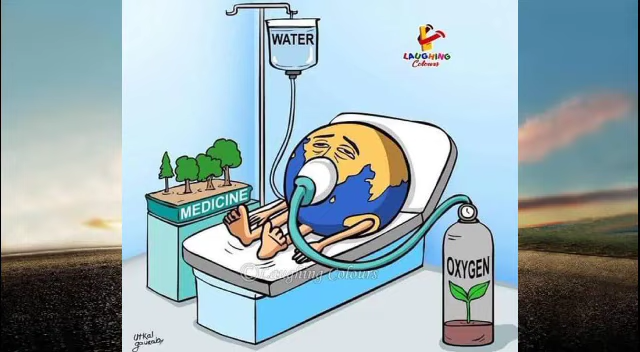 WATER
LAUGHING
Colours
MEDICINE
OXYGEN
© Laughing Colours
Utkal